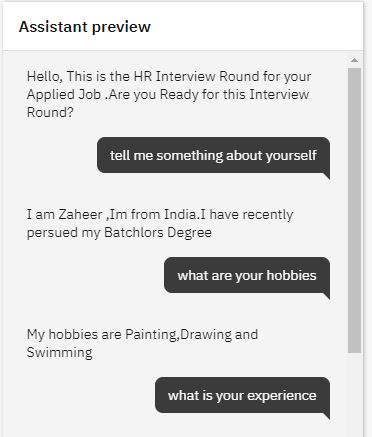 Assistant preview
Hello, This is the HR Interview Round for your
Applied Job .Are you Ready for this Interview
Round?
tell me something about yourself
I am Zaheer ,Im from India.I have recently
persued my Batchlors Degree
what are your hobbies
My hobbies are Painting,Drawing and
Swimming
what is your experience